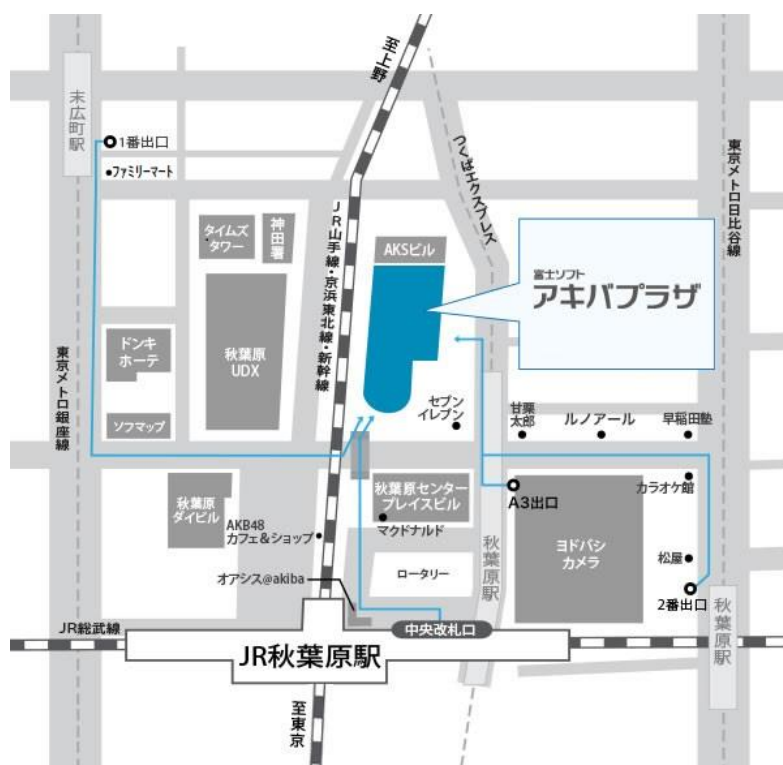 至上野
末広町駅
1番出口
ファミリーマート
つくばエクスプレス
東京メトロ日比谷線
タイムズ
タワー
神田署
JR山手線・京浜東北線・新幹線
AKSビル
富士ソフト
アキバプラザ
ドンキ
ホーテ
秋葉原
UDX
東京メトロ銀座線
ソフマップ
セブン
イレブン
甘栗
太郎
ルノアール
早稲田塾
秋葉原
ダイビル
AKB48
カフェ&ショップ
秋葉原センター
プレイスビル
マクドナルド
A3出口
カラオケ館
ヨドバシ
カメラ
松屋
オアシス@akiba
ロータリー
秋葉原駅
2番出口
秋葉原駅
JR総武線
中央改札口
JR秋葉原駅
至東京